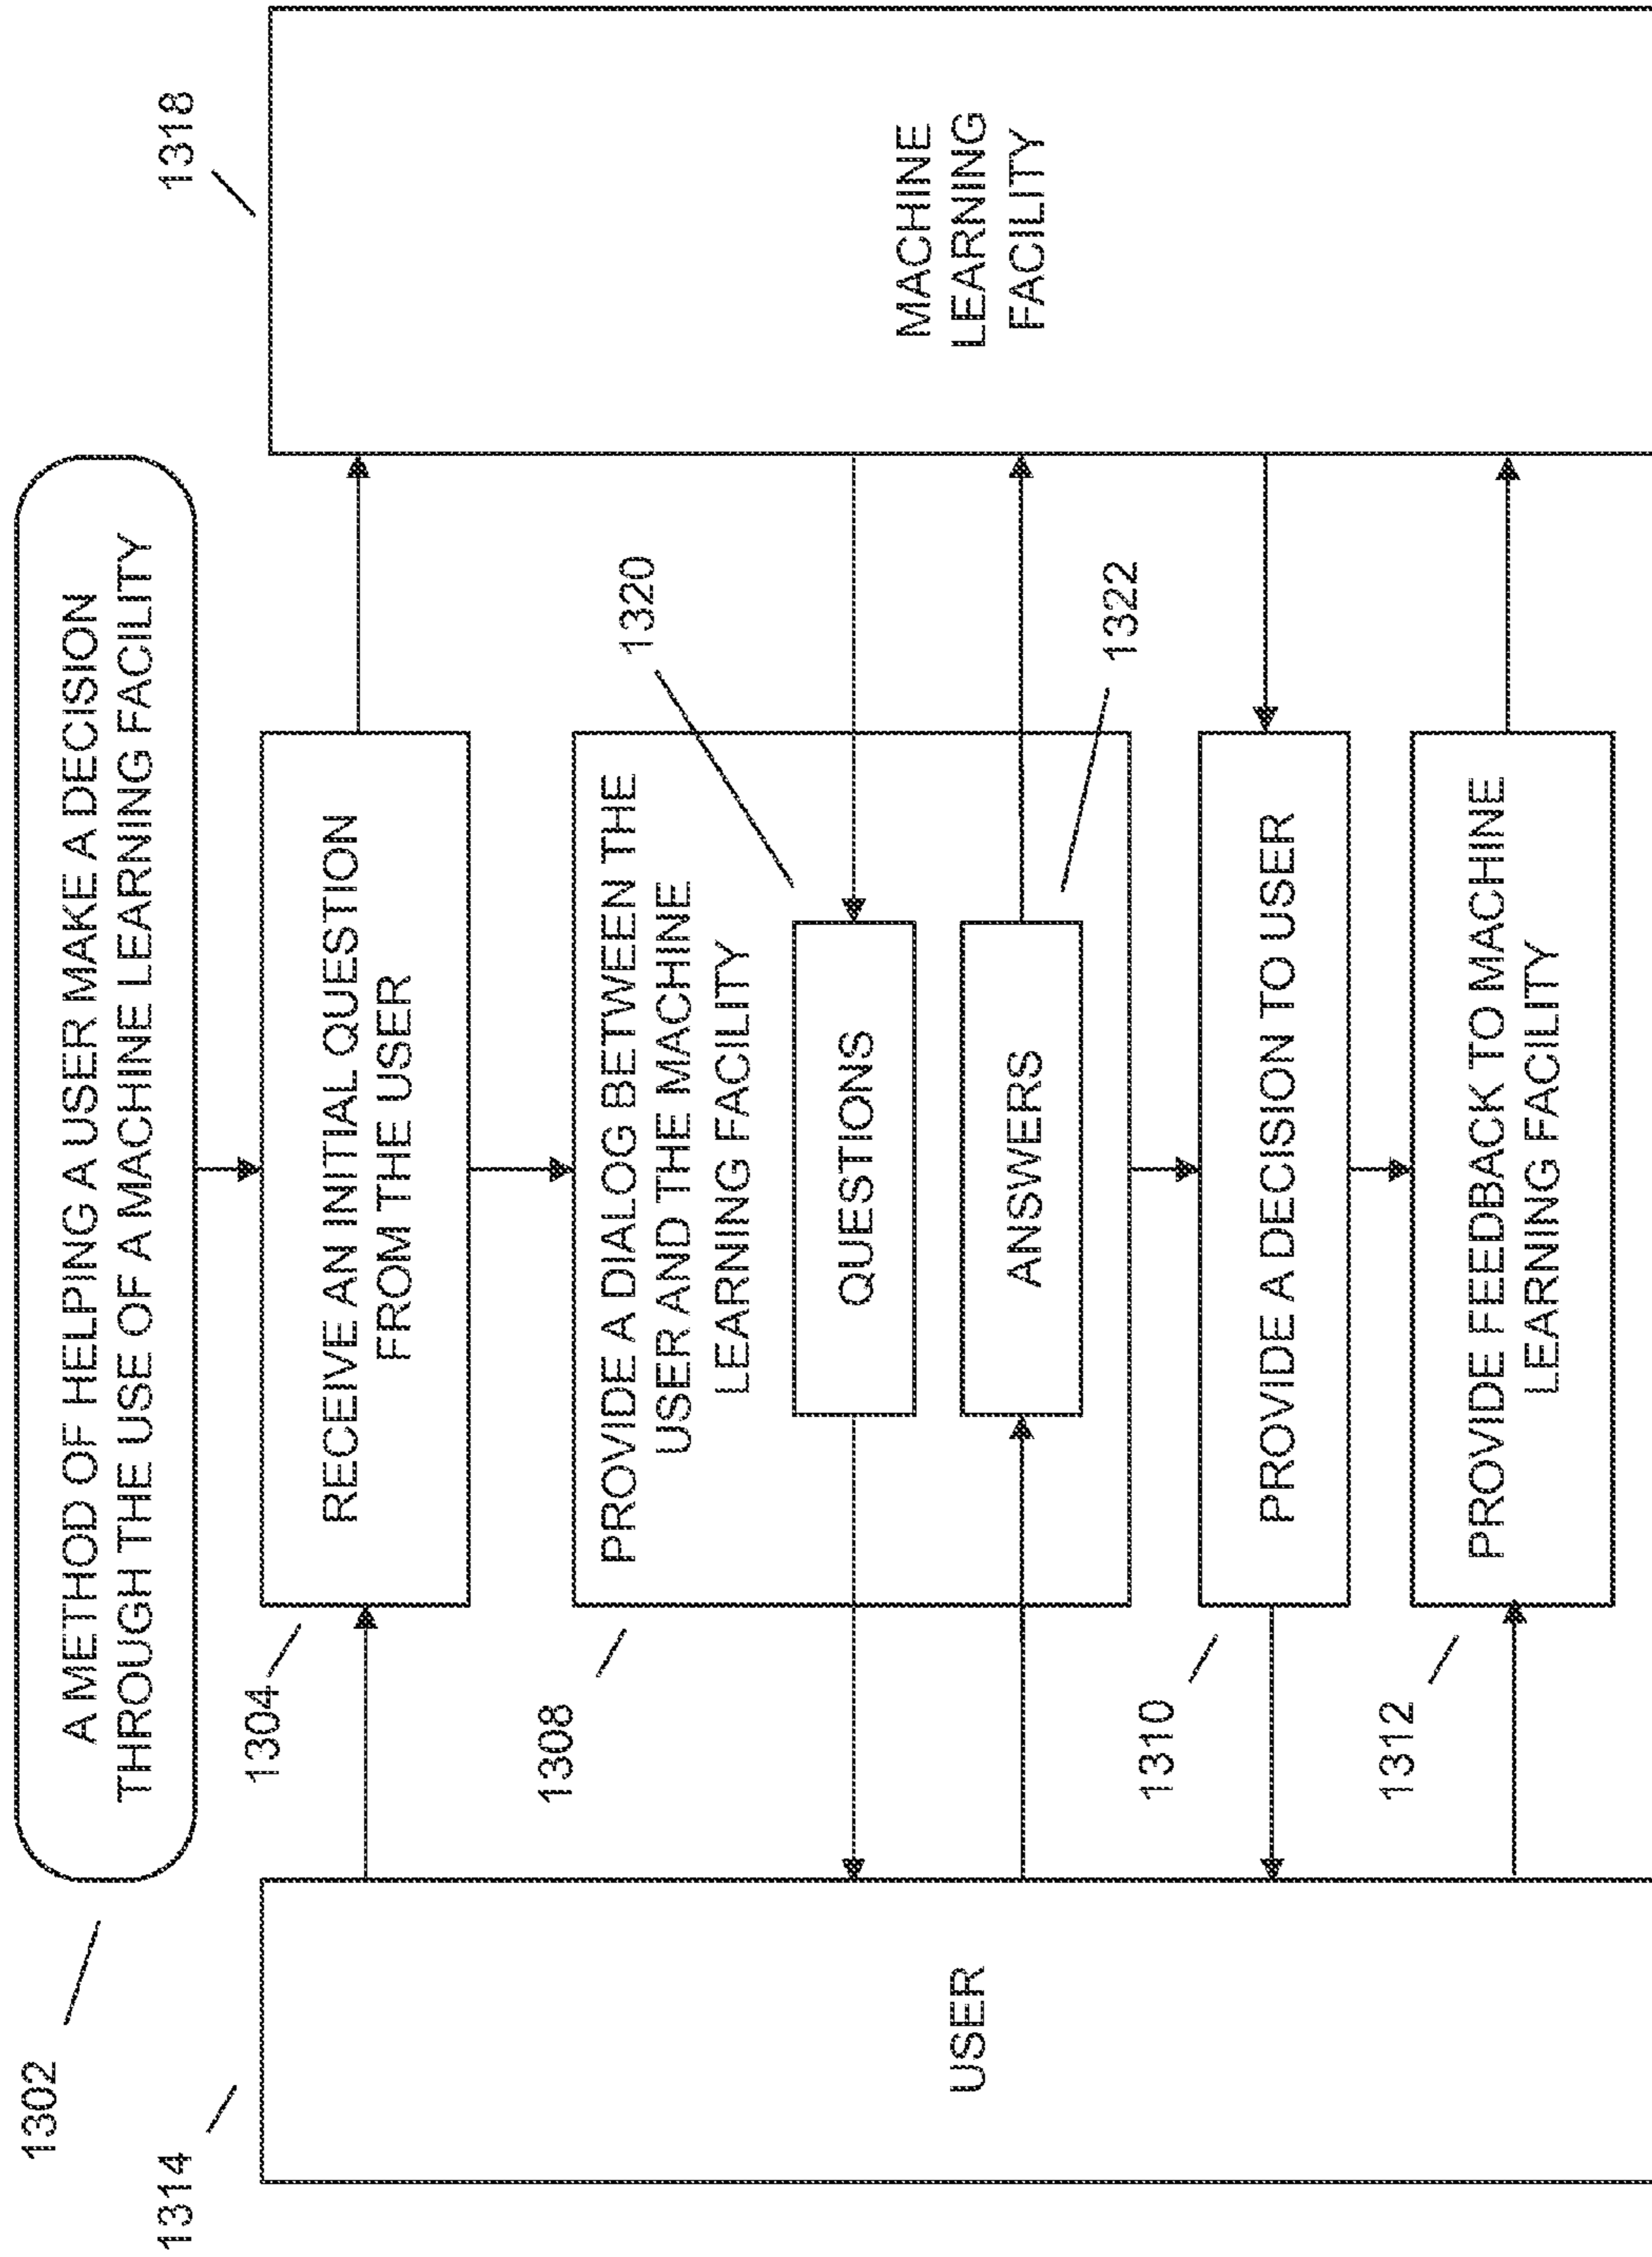 1302
A METHOD OF HELPING A USER MAKE A DECISION
THROUGH THE USE OF A MACHINE LEARNING FACILITY
1314
1318
USER
1304
RECEIVE AN INITIAL QUESTION
FROM THE USER
1308
PROVIDE A DIALOG BETWEEN THE
USER AND THE MACHINE
LEARNING FACILITY
1320
QUESTIONS
ANSWERS
1322
1310
PROVIDE A DECISION TO USER
1312
PROVIDE FEEDBACK TO MACHINE
LEARNING FACILITY
MACHINE
LEARNING
FACILITY